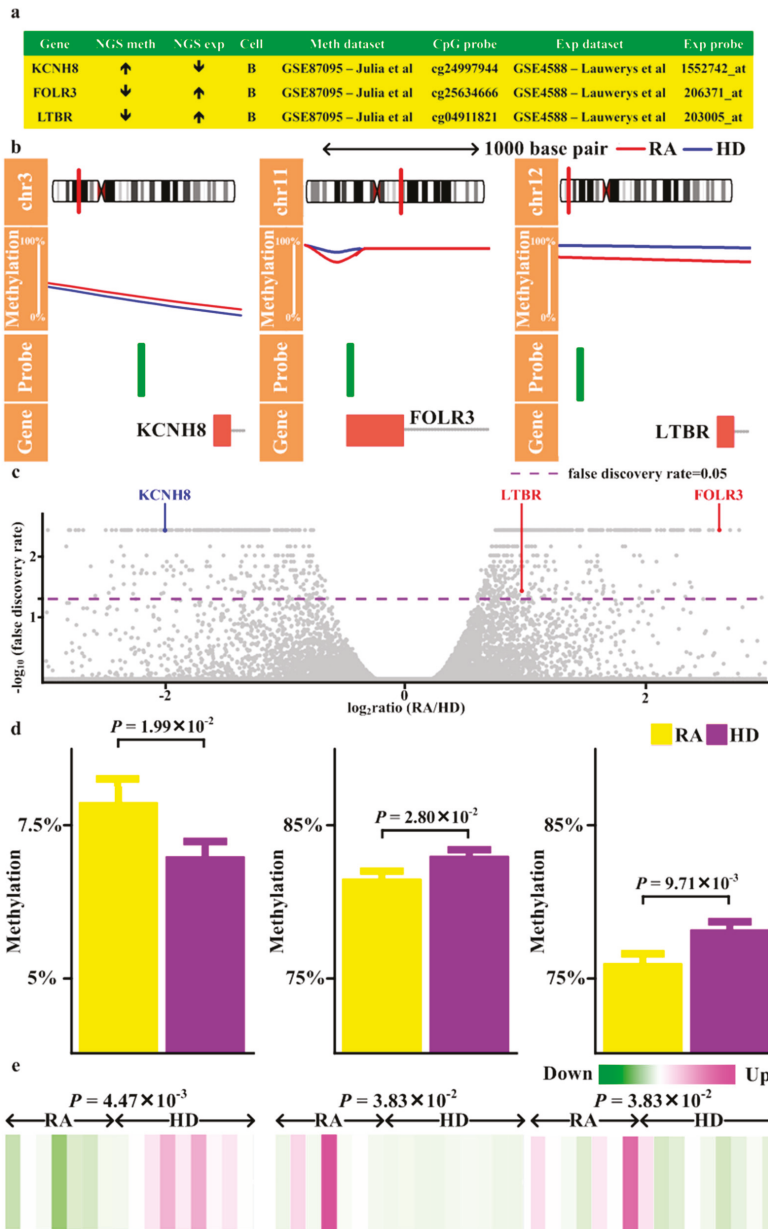 a
Gene NGS meth NGS exp Cell Meth dataset CpG probe Exp dataset Exp probe
KCNH8 ↑ ↓ B GSE87095 – Julia et al cg24997944 GSE4588 – Lauwerys et al 1552742_at
FOLR3 ↓ ↑ B GSE87095 – Julia et al cg25634666 GSE4588 – Lauwerys et al 206371_at
LTBR ↓ ↑ B GSE87095 – Julia et al cg04911821 GSE4588 – Lauwerys et al 203005_at
b
1000 base pair RA HD
chr3 chr11 chr12
Methylation 100% 0% Methylation 100% 0% Methylation 100% 0%
Probe Probe Probe
Gene KCNH8 Gene FOLR3 Gene LTBR
c
false discovery rate=0.05
KCNH8 LTBR FOLR3
-log₁₀ (false discovery rate)
2
1
-2 0 2
log₂ratio (RA/HD)
d
RA HD
P = 1.99×10⁻²
P = 2.80×10⁻²
P = 9.71×10⁻³
Methylation 7.5% 5%
Methylation 85% 75%
Methylation 85% 75%
e
Down Up
P = 4.47×10⁻³ P = 3.83×10⁻² P = 3.83×10⁻²
RA HD RA HD RA HD